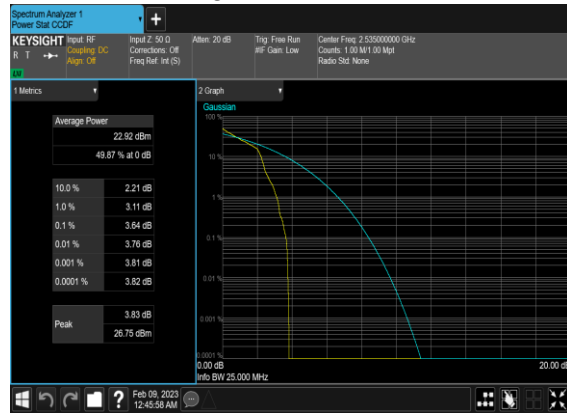 Spectrum Analyzer 1
Power Stat CCDF
+
KEYSIGHT
R T
LV
Input: RF
Coupling: DC
Align: Off
Input Z: 50 Ω
Corrections: Off
Freq Ref: Int (S)
Atten: 20 dB
Trig: Free Run
#IF Gain: Low
Center Freq: 2.535000000 GHz
Counts: 1.00 M/1.00 Mpt
Radio Std: None
1 Metrics
Average Power
22.92 dBm
49.87 % at 0 dB
10.0 % 2.21 dB
1.0 % 3.11 dB
0.1 % 3.64 dB
0.01 % 3.76 dB
0.001 % 3.81 dB
0.0001 % 3.82 dB
Peak
3.83 dB
26.75 dBm
2 Graph
Gaussian
100 %
10 %
1 %
0.1 %
0.01 %
0.001 %
0.0001 %
0.00 dB
20.00 dB
Info BW 25.000 MHz
?
Feb 09, 2023
12:45:58 AM